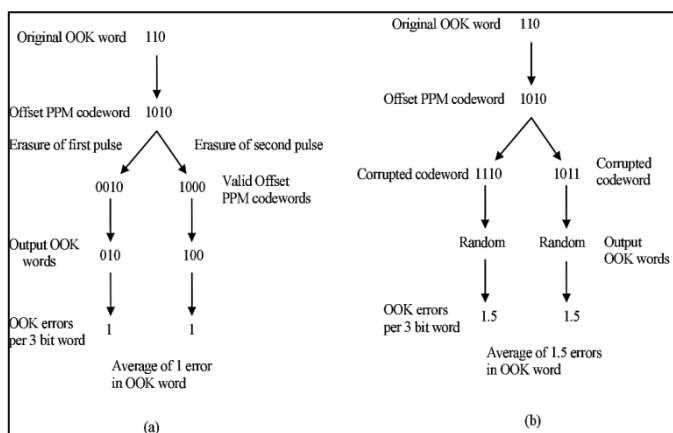 Original OOK word 110
Offset PPM codeword 1010
Erasure of first pulse Erasure of second pulse
0010 1000 Valid Offset
PPM codewords
Output OOK
words
010 100
OOK errors
per 3 bit word
1 1
Average of 1 error
in OOK word
(a)
Original OOK word 110
Offset PPM codeword 1010
Corrupted codeword 1110 1011 Corrupted
codeword
Random Random Output
OOK words
OOK errors
per 3 bit word
1.5 1.5
Average of 1.5 errors
in OOK word
(b)